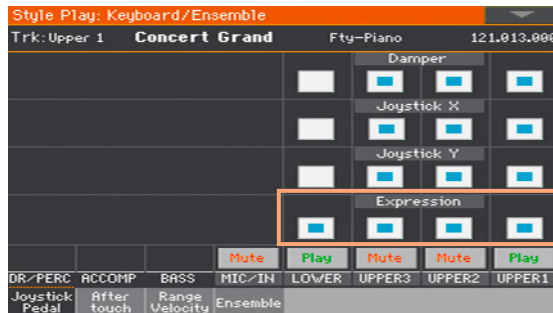 Style Play: Keyboard/Ensemble
Trk: Upper 1 Concert Grand Fty-Piano 121.013.000
Damper
Joystick X
Joystick Y
Expression
Mute Play Mute Mute Play
DR/PERC ACCOMP BASS MIC/IN LOWER UPPER3 UPPER2 UPPER1
Joystick Pedal After touch Range Velocity Ensemble